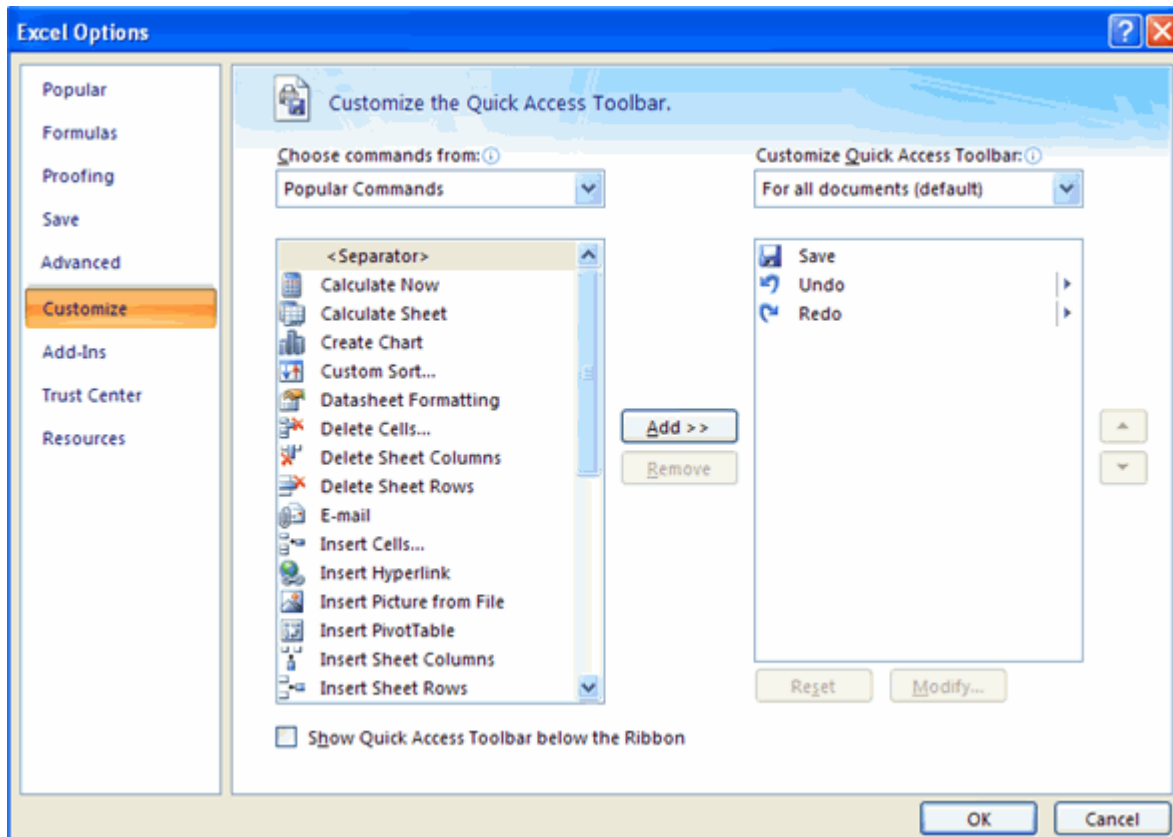 Excel Options
Popular
Formulas
Proofing
Save
Advanced
Customize
Add-Ins
Trust Center
Resources
Customize the Quick Access Toolbar.
Choose commands from:
Popular Commands
<Separator>
Calculate Now
Calculate Sheet
Create Chart
Custom Sort...
Datasheet Formatting
Delete Cells...
Delete Sheet Columns
Delete Sheet Rows
E-mail
Insert Cells...
Insert Hyperlink
Insert Picture from File
Insert PivotTable
Insert Sheet Columns
Insert Sheet Rows
Show Quick Access Toolbar below the Ribbon
Add >>
Remove
Customize Quick Access Toolbar:
For all documents (default)
Save
Undo
Redo
Reset
Modify...
OK
Cancel